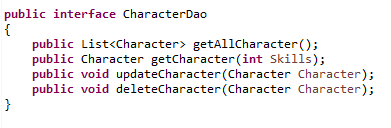 public interface CharacterDao
{
    public List<Character> getAllCharacter();
    public Character getCharacter(int Skills);
    public void updateCharacter(Character Character);
    public void deleteCharacter(Character Character);
}